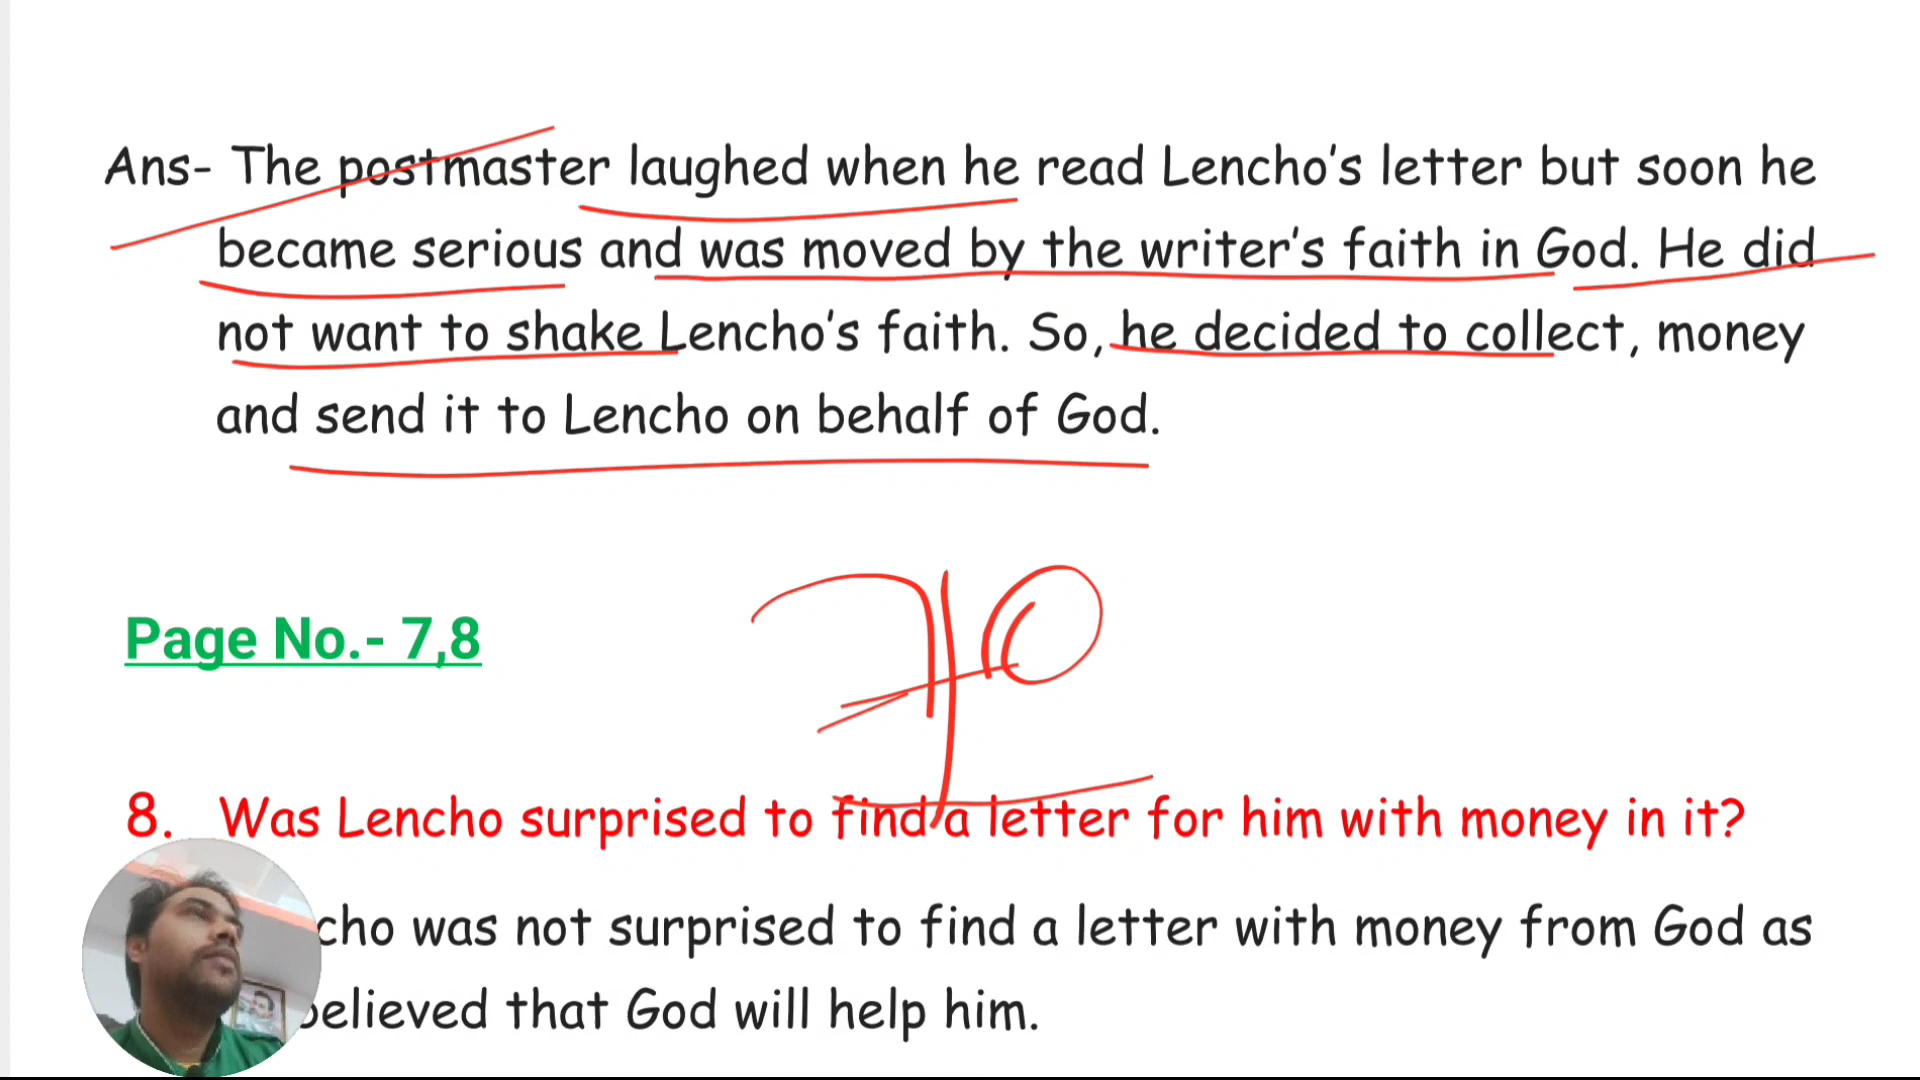 Ans- The postmaster laughed when he read Lencho's letter but soon he
became serious and was moved by the writer's faith in God. He did
not want to shake Lencho's faith. So, he decided to collect, money
and send it to Lencho on behalf of God.
Page No.- 7,8
8. Was Lencho surprised to find a letter for him with money in it?
cho was not surprised to find a letter with money from God as
believed that God will help him.